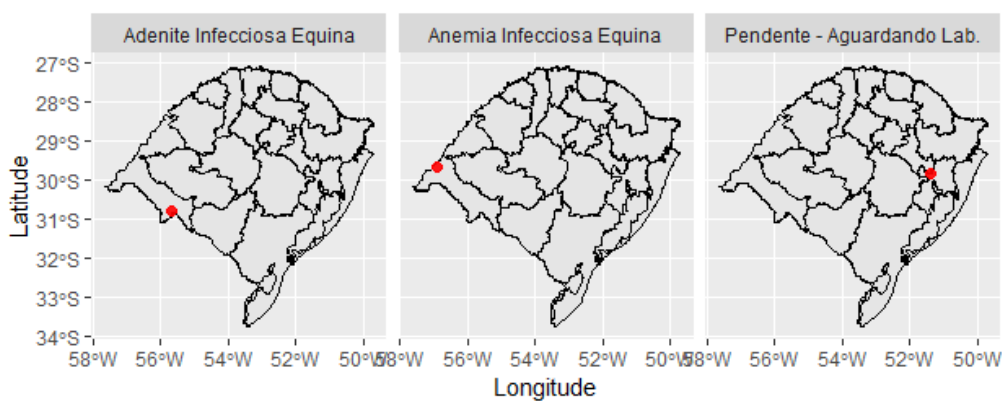 Adenite Infecciosa Equina
Anemia Infecciosa Equina
Pendente - Aguardando Lab.
Latitude
27°S
28°S
29°S
30°S
31°S
32°S
33°S
34°S
58°W 56°W 54°W 52°W 50°W
58°W 56°W 54°W 52°W 50°W
58°W 56°W 54°W 52°W 50°W
Longitude